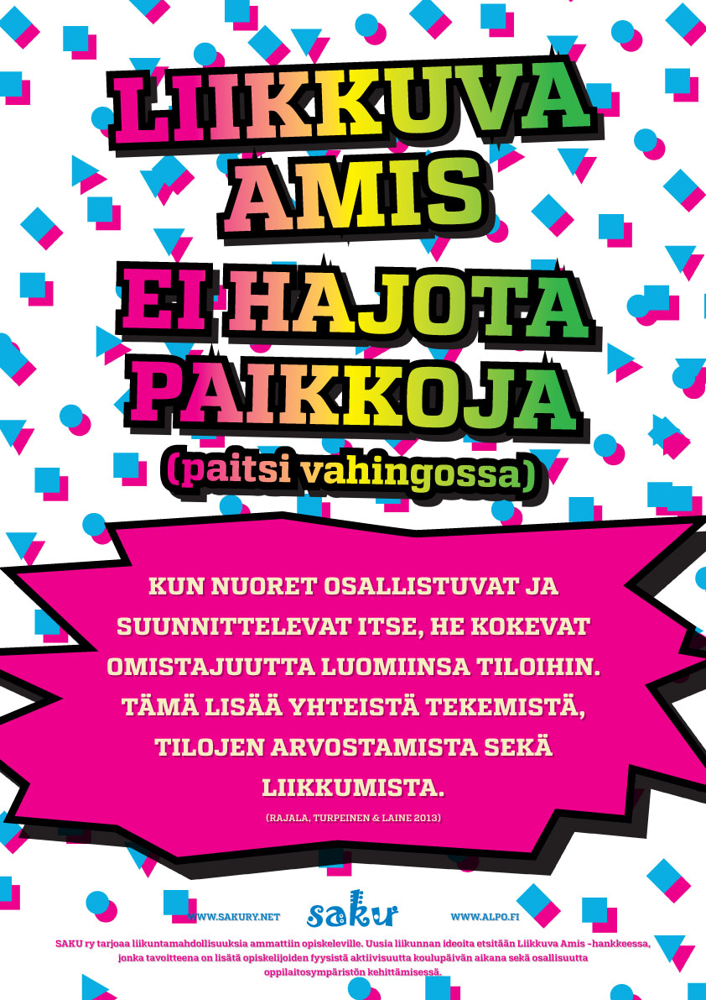 LIIKKUVA
AMIS
EI HAJOTA
PAIKKOJA
(paitsi vahingossa)
KUN NUORET OSALLISTUVAT JA
SUUNNITTELEVAT ITSE, HE KOKEVAT
OMISTAJUUTTA LUOMIINSA TILOIHIN.
TÄMÄ LISÄÄ YHTEISTÄ TEKEMISTÄ,
TILOJEN ARVOSTAMISTA SEKÄ
LIIKKUMISTA.
(RAJALA, TURPEINEN & LAINE 2013)
WWW.SAKURY.NET saku WWW.ALPO.FI
SAKU ry tarjoaa liikuntamahdollisuuksia ammattiin opiskeleville. Uusia liikunnan ideoita etsitään Liikkuva Amis -hankkeessa,
jonka tavoitteena on lisätä opiskelijoiden fyysistä aktiivisuutta koulupäivän aikana sekä osallisuutta
oppilaitosympäristön kehittämisessä.